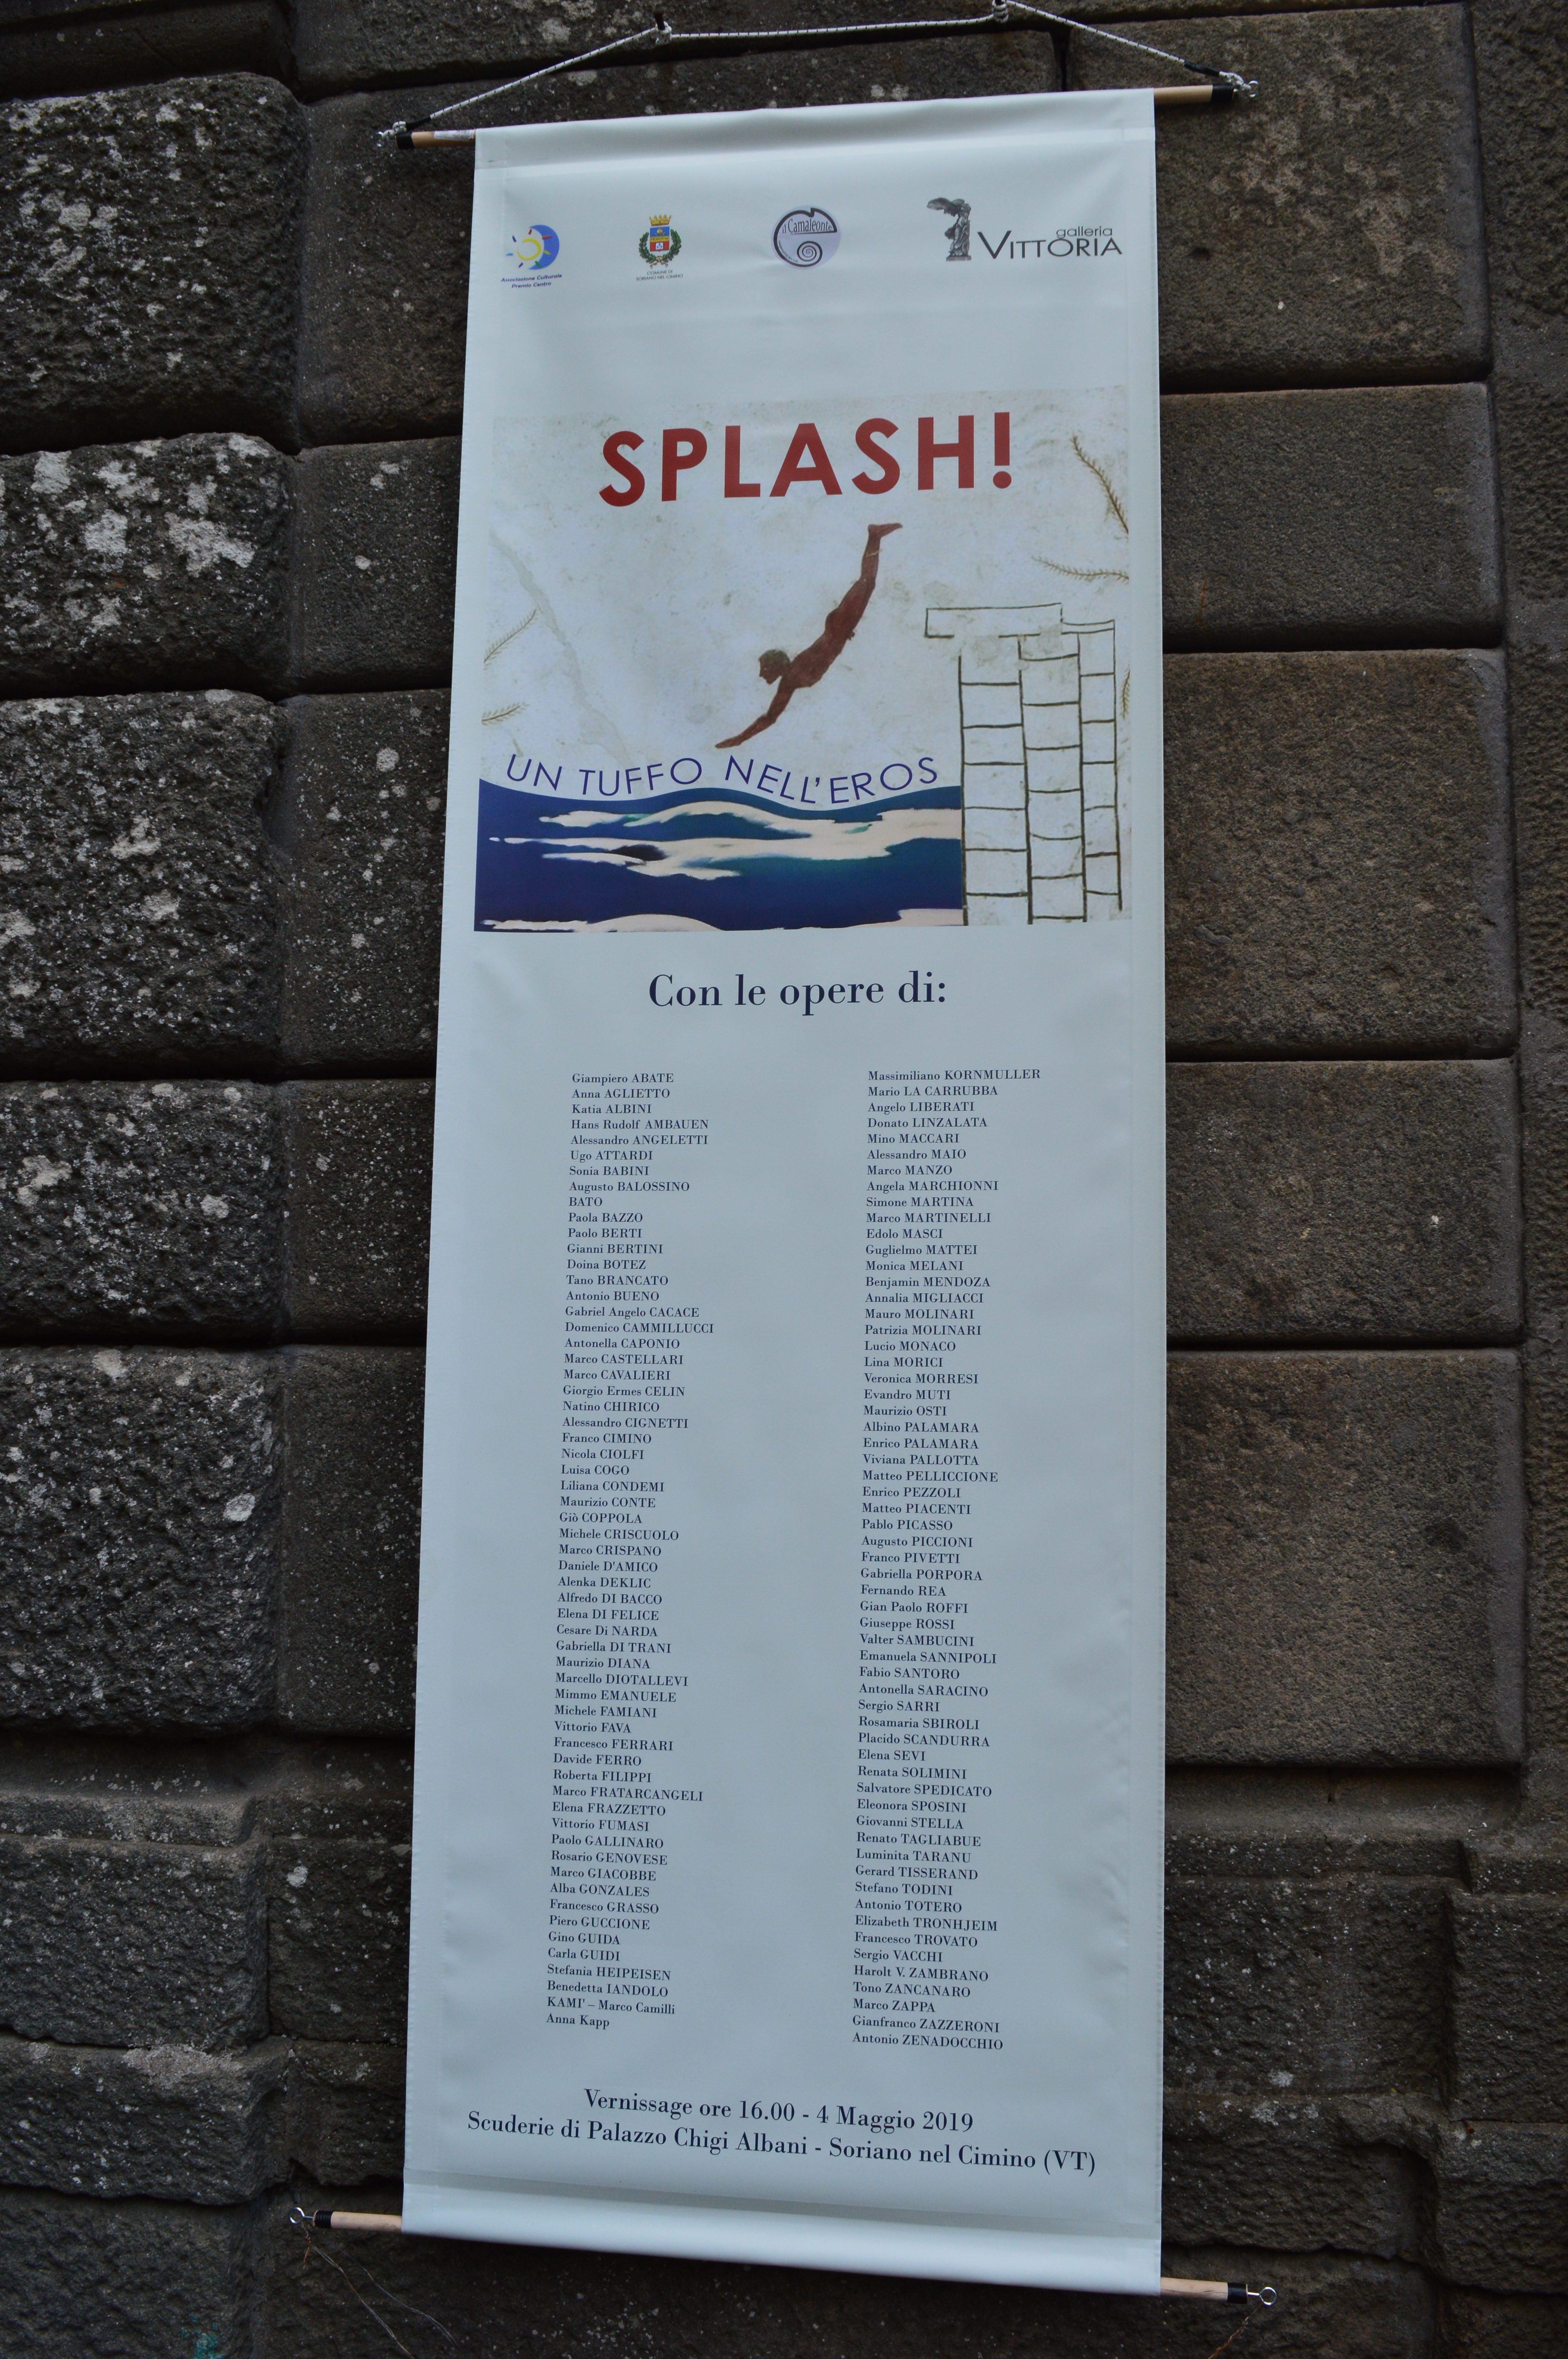 Associazione Culturale
Premio Centro
COMUNE DI
SORIANO NEL CIMINO
il Camaleonte
galleria
VITTORIA
SPLASH!
UN TUFFO NELL'EROS
Con le opere di:
Giampiero ABATE
Anna AGLIETTO
Katia ALBINI
Hans Rudolf AMBAUEN
Alessandro ANGELETTI
Ugo ATTARDI
Sonia BABINI
Augusto BALOSSINO
BATO
Paola BAZZO
Paolo BERTI
Gianni BERTINI
Doina BOTEZ
Tano BRANCATO
Antonio BUENO
Gabriel Angelo CACACE
Domenico CAMMILLUCCI
Antonella CAPONIO
Marco CASTELLARI
Marco CAVALIERI
Giorgio Ermes CELIN
Natino CHIRICO
Alessandro CIGNETTI
Franco CIMINO
Nicola CIOLFI
Luisa COGO
Liliana CONDEMI
Maurizio CONTE
Giò COPPOLA
Michele CRISCUOLO
Marco CRISPANO
Daniele D'AMICO
Alenka DEKLIC
Alfredo DI BACCO
Elena DI FELICE
Cesare Di NARDA
Gabriella DI TRANI
Maurizio DIANA
Marcello DIOTALLEVI
Mimmo EMANUELE
Michele FAMIANI
Vittorio FAVA
Francesco FERRARI
Davide FERRO
Roberta FILIPPI
Marco FRATARCANGELI
Elena FRAZZETTO
Vittorio FUMASI
Paolo GALLINARO
Rosario GENOVESE
Marco GIACOBBE
Alba GONZALES
Francesco GRASSO
Piero GUCCIONE
Gino GUIDA
Carla GUIDI
Stefania HEIPEISEN
Benedetta IANDOLO
KAMI' – Marco Camilli
Anna Kapp
Massimiliano KORNMULLER
Mario LA CARRUBBA
Angelo LIBERATI
Donato LINZALATA
Mino MACCARI
Alessandro MAIO
Marco MANZO
Angela MARCHIONNI
Simone MARTINA
Marco MARTINELLI
Edolo MASCI
Guglielmo MATTEI
Monica MELANI
Benjamin MENDOZA
Annalia MIGLIACCI
Mauro MOLINARI
Patrizia MOLINARI
Lucio MONACO
Lina MORICI
Veronica MORRESI
Evandro MUTI
Maurizio OSTI
Albino PALAMARA
Enrico PALAMARA
Viviana PALLOTTA
Matteo PELLICCIONE
Enrico PEZZOLI
Matteo PIACENTI
Pablo PICASSO
Augusto PICCIONI
Franco PIVETTI
Gabriella PORPORA
Fernando REA
Gian Paolo ROFFI
Giuseppe ROSSI
Valter SAMBUCINI
Emanuela SANNIPOLI
Fabio SANTORO
Antonella SARACINO
Sergio SARRI
Rosamaria SBIROLI
Placido SCANDURRA
Elena SEVI
Renata SOLIMINI
Salvatore SPEDICATO
Eleonora SPOSINI
Giovanni STELLA
Renato TAGLIABUE
Luminita TARANU
Gerard TISSERAND
Stefano TODINI
Antonio TOTERO
Elizabeth TRONHJEIM
Francesco TROVATO
Sergio VACCHI
Harolt V. ZAMBRANO
Tono ZANCANARO
Marco ZAPPA
Gianfranco ZAZZERONI
Antonio ZENADOCCHIO
Vernissage ore 16.00 - 4 Maggio 2019
Scuderie di Palazzo Chigi Albani - Soriano nel Cimino (VT)